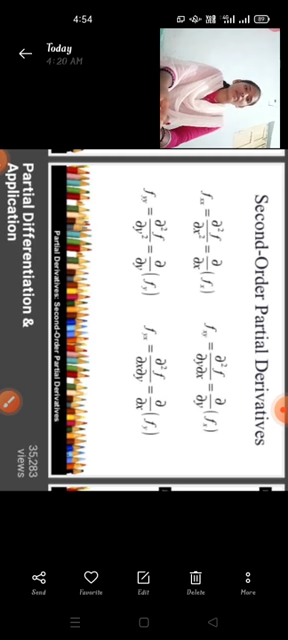 4:54
89
Today
4:20 AM
Second-Order Partial Derivatives
f_xx = ∂²f/∂x² = ∂/∂x (f_x)
f_xy = ∂²f/∂y∂x = ∂/∂y (f_x)
f_yy = ∂²f/∂y² = ∂/∂y (f_y)
f_yx = ∂²f/∂x∂y = ∂/∂x (f_y)
Partial Derivatives: Second-Order Partial Derivatives
Partial Differentiation &
Application
35,283
views
Send
Favorite
Edit
Delete
More